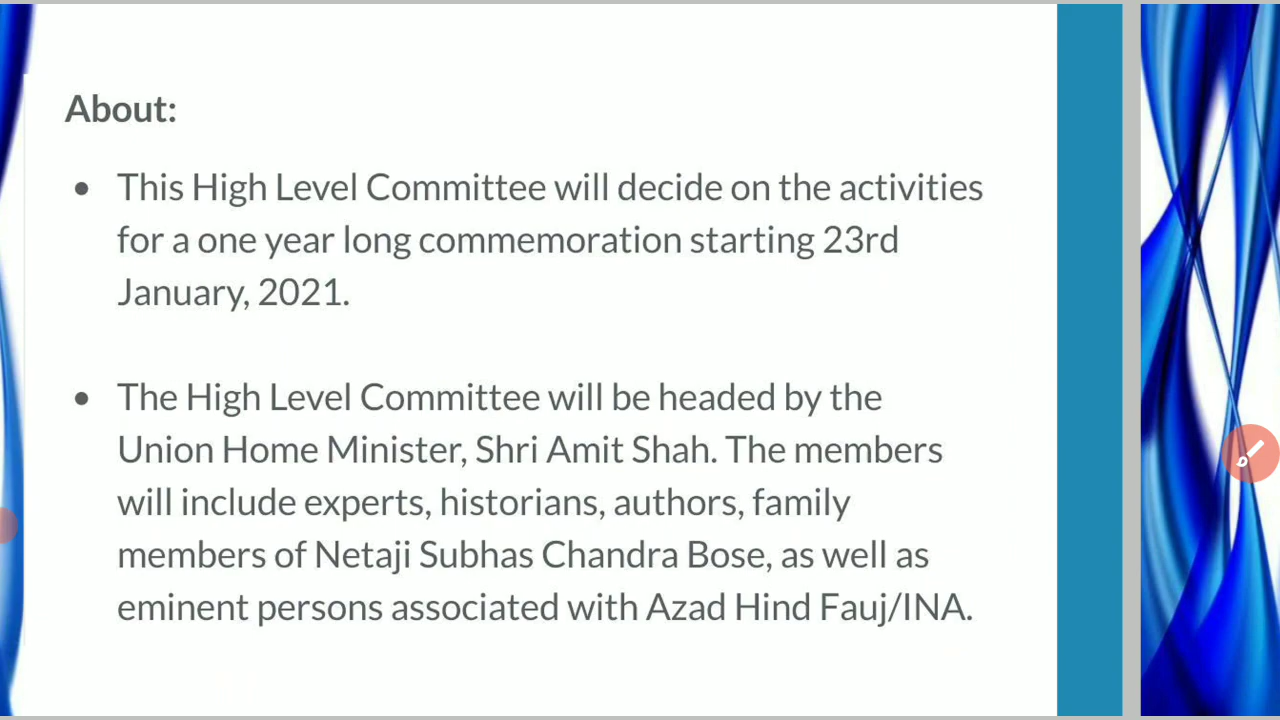 About:
• This High Level Committee will decide on the activities
for a one year long commemoration starting 23rd
January, 2021.
• The High Level Committee will be headed by the
Union Home Minister, Shri Amit Shah. The members
will include experts, historians, authors, family
members of Netaji Subhas Chandra Bose, as well as
eminent persons associated with Azad Hind Fauj/INA.